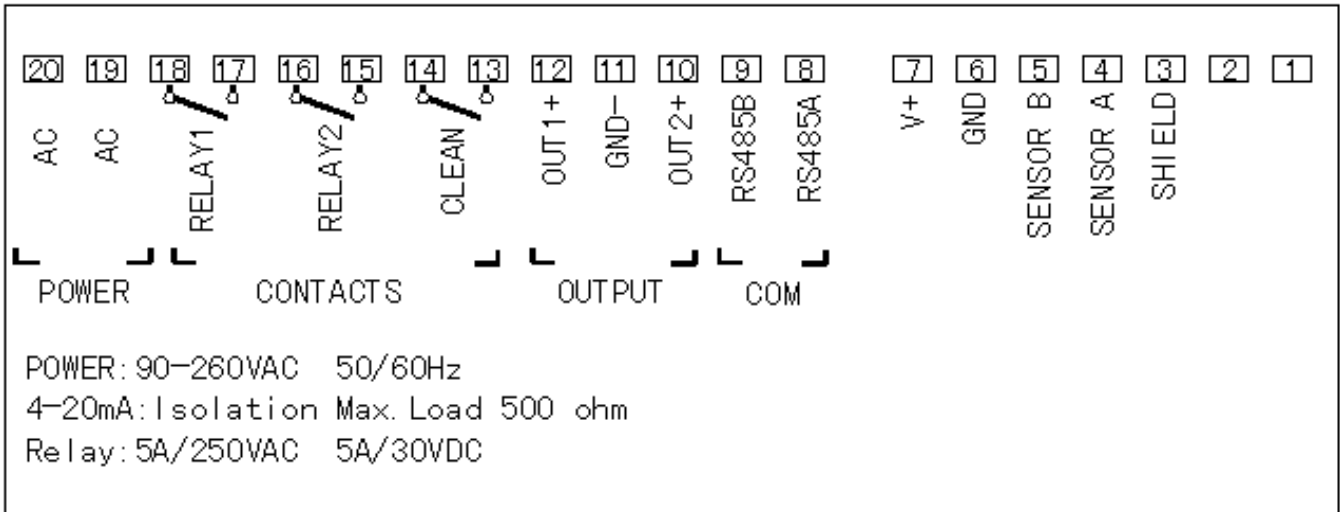 20 19 18 17 16 15 14 13 12 11 10 9 8 7 6 5 4 3 2 1
AC
AC
RELAY1
RELAY2
CLEAN
OUT1+
GND-
OUT2+
RS485B
RS485A
V+
GND
SENSOR B
SENSOR A
SHIELD
POWER CONTACTS OUTPUT COM
POWER:90-260VAC 50/60Hz
4-20mA:Isolation Max.Load 500 ohm
Relay:5A/250VAC 5A/30VDC